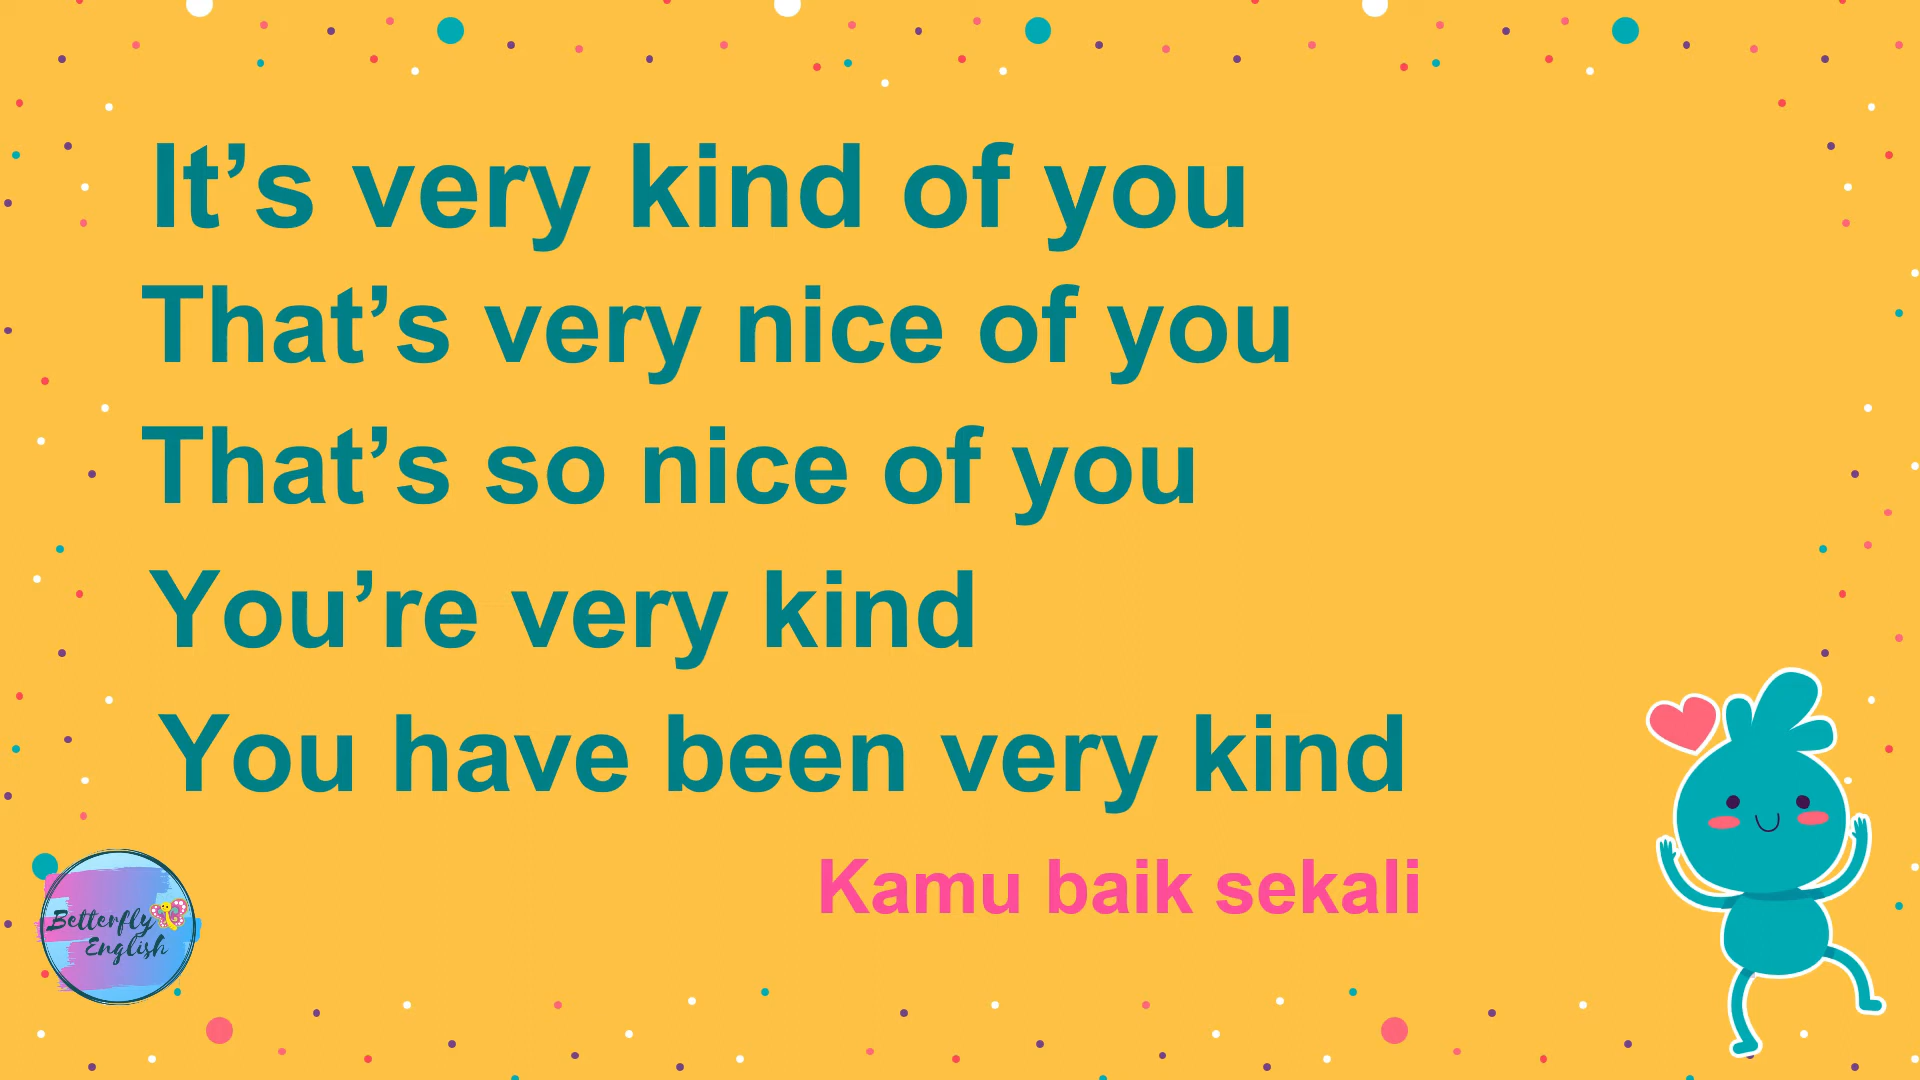 It’s very kind of you
That’s very nice of you
That’s so nice of you
You’re very kind
You have been very kind
Kamu baik sekali
Betterfly
English